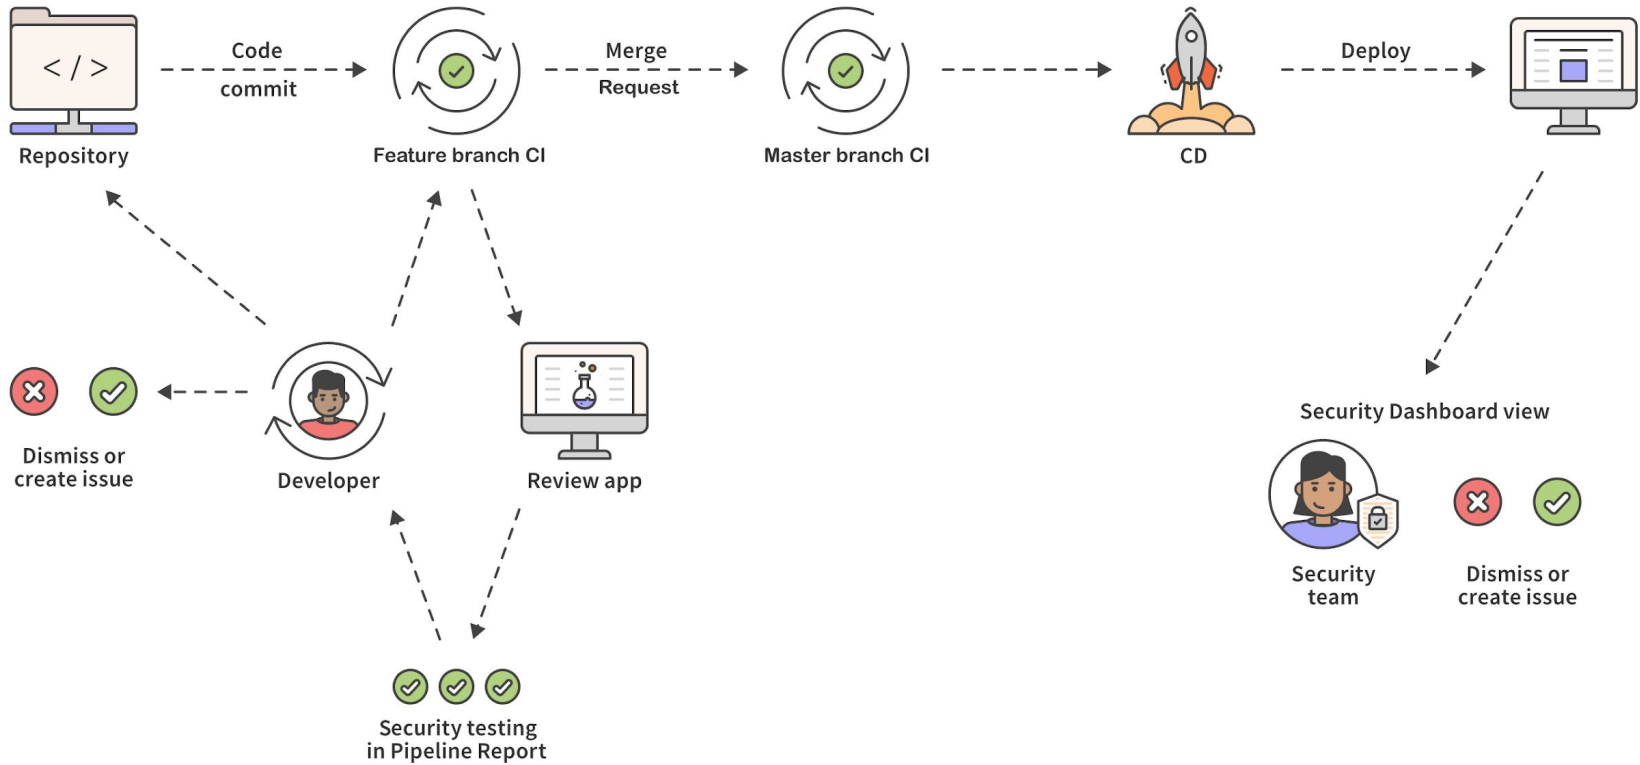 Code
commit
Merge
Request
Deploy
</>
Repository
Feature branch CI
Master branch CI
CD
Security Dashboard view
Dismiss or
create issue
Developer
Review app
Security
team
Dismiss or
create issue
Security testing
in Pipeline Report